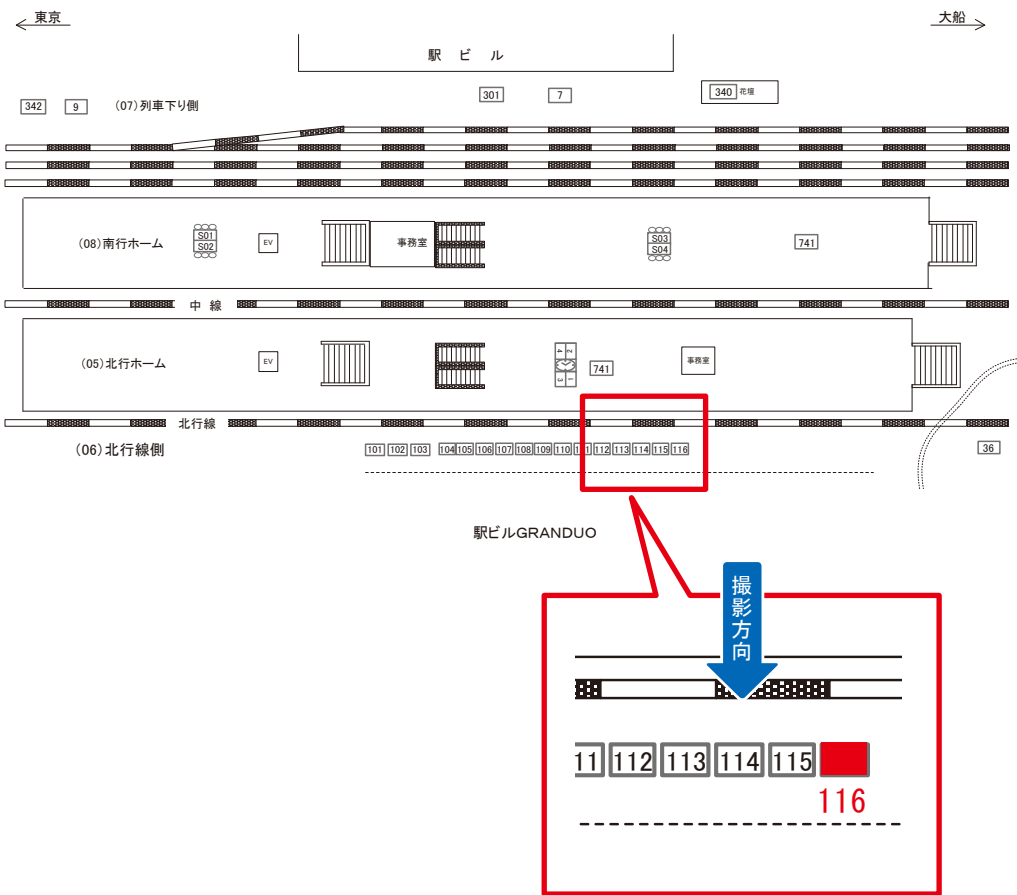 東京
大船
駅 ビ ル
342
9
(07)列車下り側
301
7
340 花壇
(08)南行ホーム
S01
S02
EV
事務室
S03
S04
741
中 線
(05)北行ホーム
EV
4 2
3 1
741
事務室
北行線
(06)北行線側
101 102 103 104 105 106 107 108 109 110 111 112 113 114 115 116
36
駅ビルGRANDUO
撮影方向
11 112 113 114 115
116